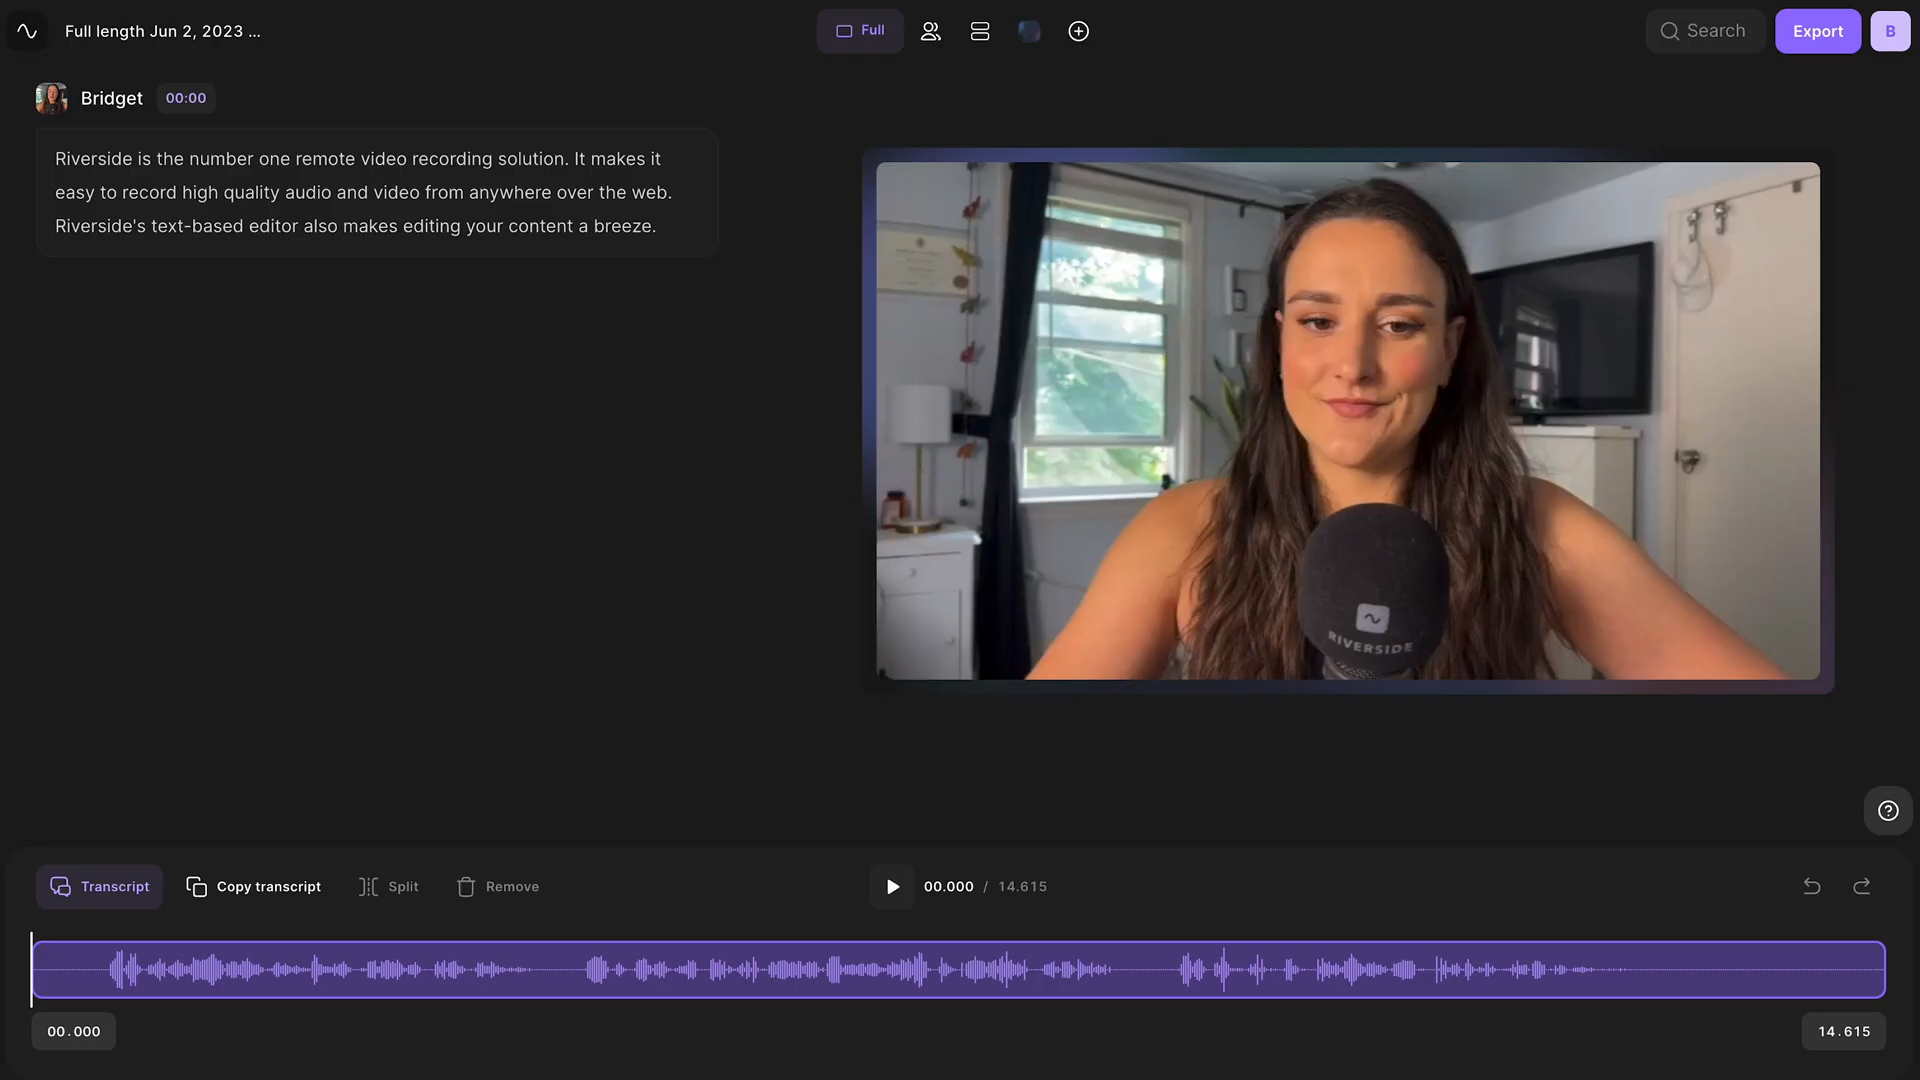 Full length Jun 2, 2023 ...
Full
Search
Export
B
Bridget
00:00
Riverside is the number one remote video recording solution. It makes it
easy to record high quality audio and video from anywhere over the web.
Riverside's text-based editor also makes editing your content a breeze.
RIVERSIDE
Transcript
Copy transcript
Split
Remove
00.000 / 14.615
00.000
14.615